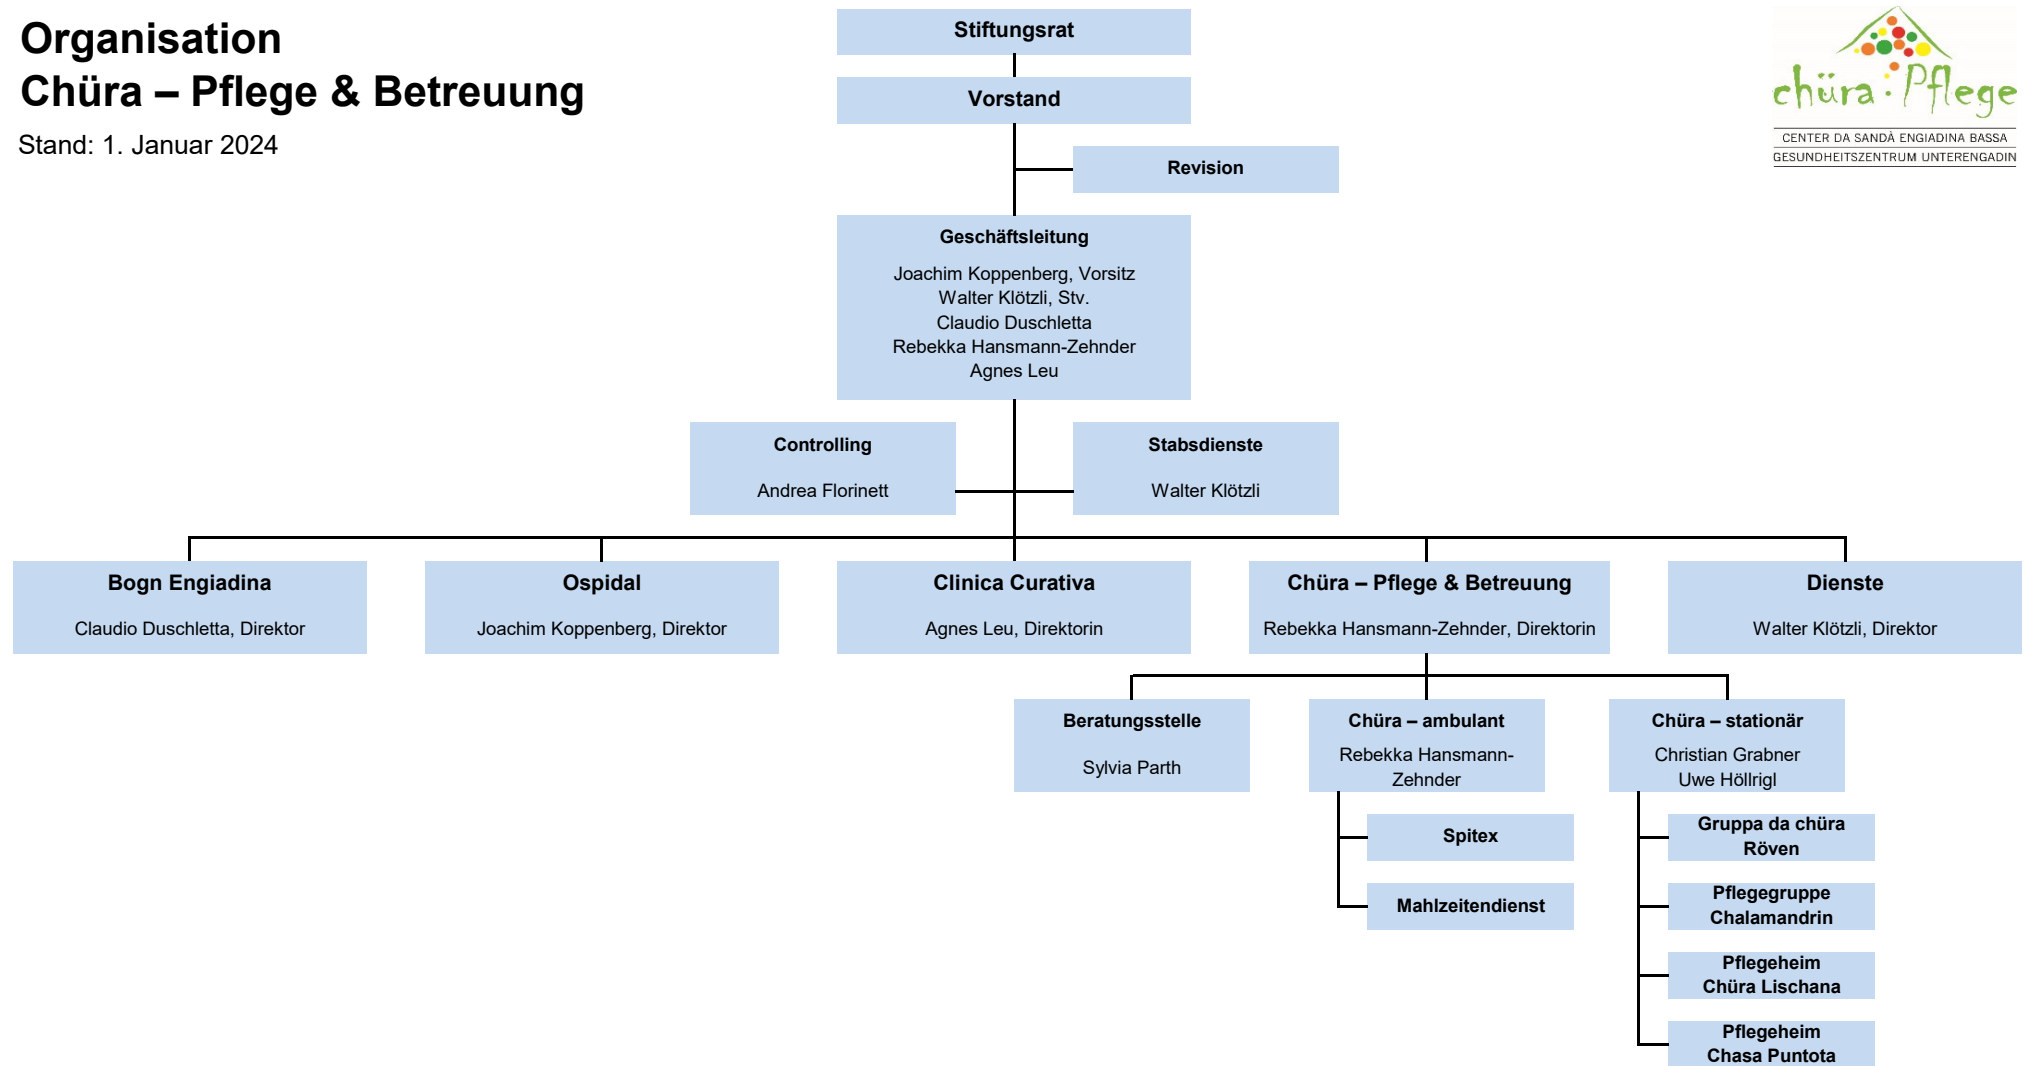 Organisation
Chüra – Pflege & Betreuung
Stand: 1. Januar 2024
chüra · Pflege
CENTER DA SANDÀ ENGIADINA BASSA
GESUNDHEITSZENTRUM UNTERENGADIN
Stiftungsrat
Vorstand
Revision
Geschäftsleitung
Joachim Koppenberg, Vorsitz
Walter Klötzli, Stv.
Claudio Duschletta
Rebekka Hansmann-Zehnder
Agnes Leu
Controlling
Andrea Florinett
Stabsdienste
Walter Klötzli
Bogn Engiadina
Claudio Duschletta, Direktor
Ospidal
Joachim Koppenberg, Direktor
Clinica Curativa
Agnes Leu, Direktorin
Chüra – Pflege & Betreuung
Rebekka Hansmann-Zehnder, Direktorin
Dienste
Walter Klötzli, Direktor
Beratungsstelle
Sylvia Parth
Chüra – ambulant
Rebekka Hansmann-
Zehnder
Spitex
Mahlzeitendienst
Chüra – stationär
Christian Grabner
Uwe Höllrigl
Gruppa da chüra
Röven
Pflegegruppe
Chalamandrin
Pflegeheim
Chüra Lischana
Pflegeheim
Chasa Puntota